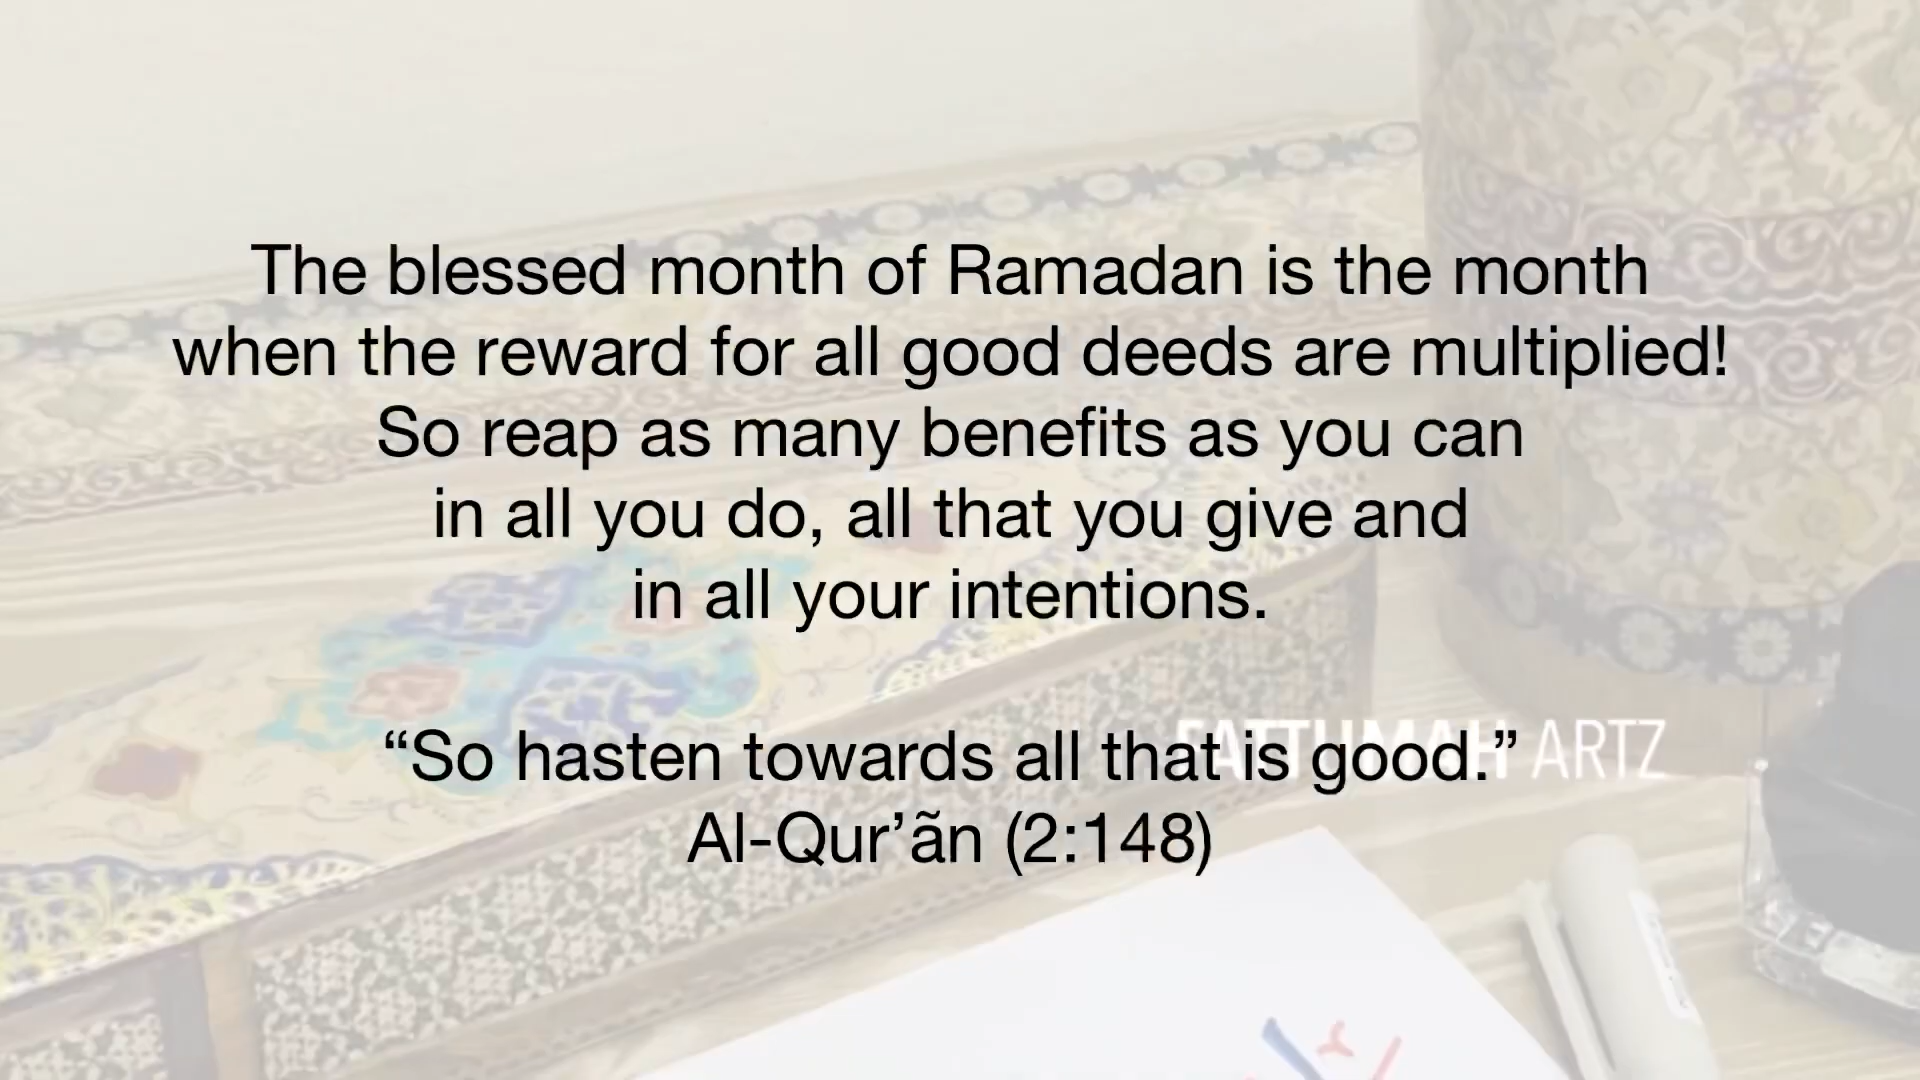 The blessed month of Ramadan is the month
when the reward for all good deeds are multiplied!
So reap as many benefits as you can
in all you do, all that you give and
in all your intentions.
“So hasten towards all that is good.”
Al-Qur’ãn (2:148)
FATTUMAH ARTZ